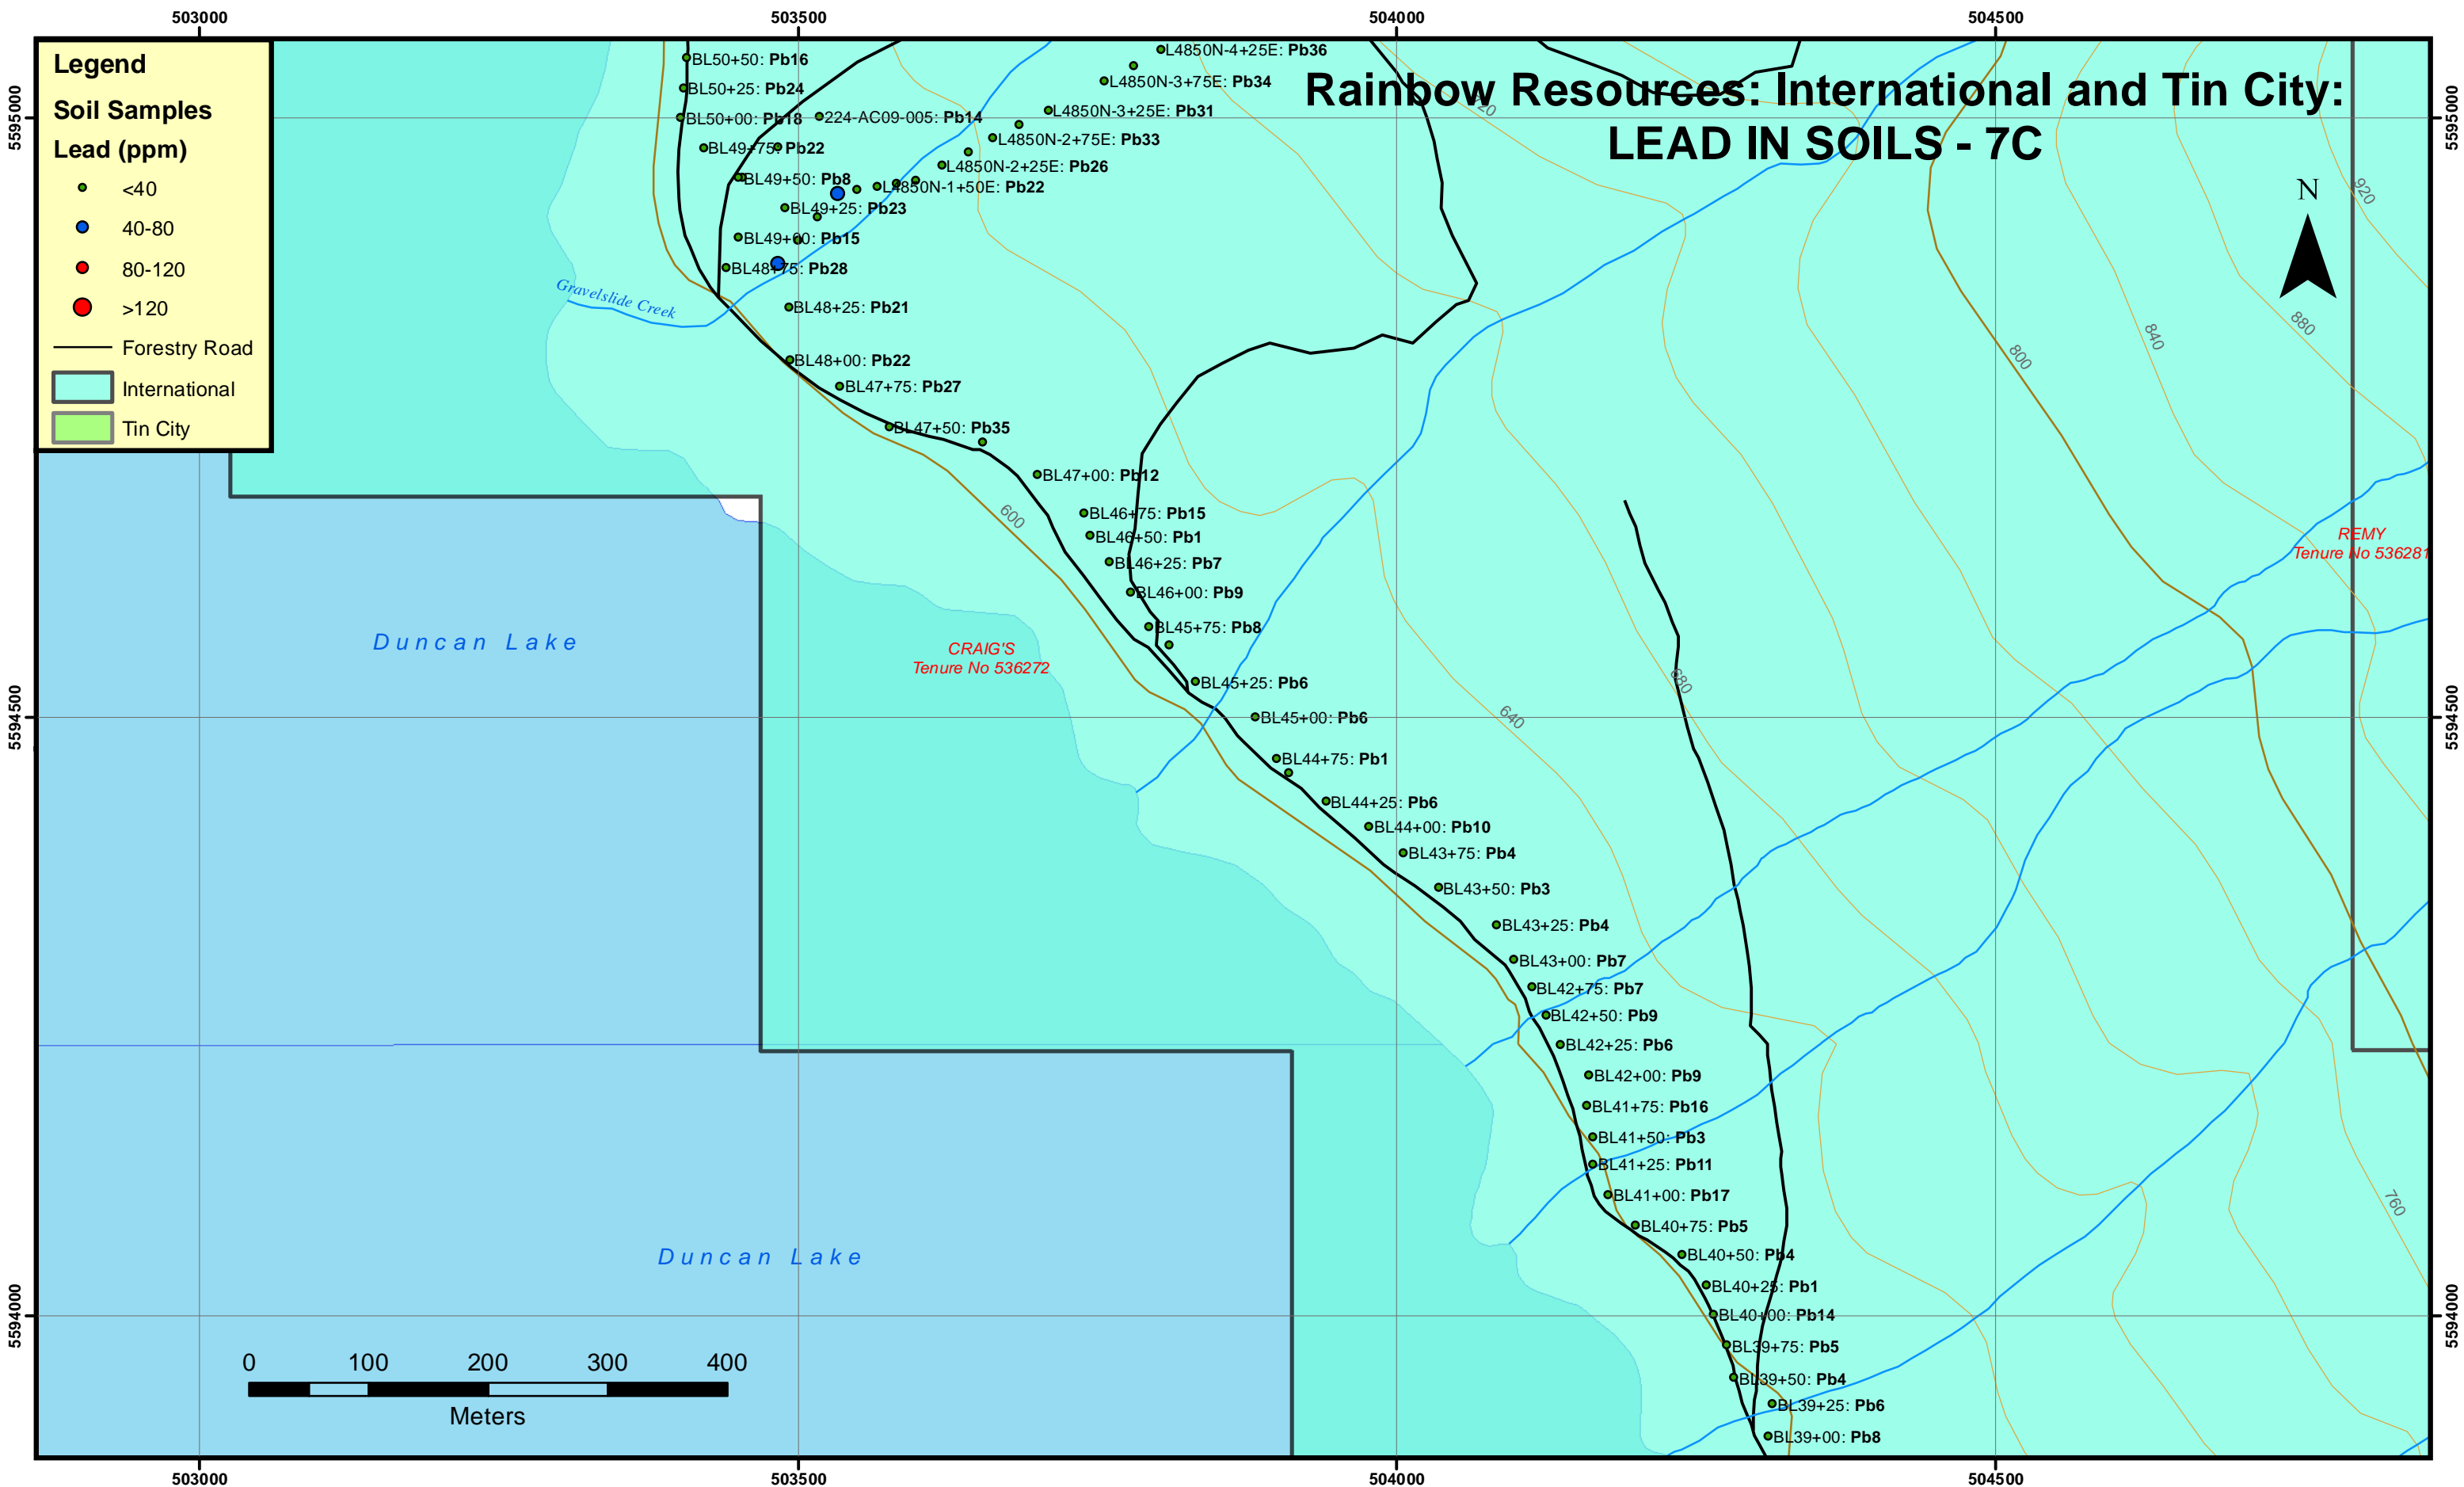 503000
503500
504000
504500
Legend
Soil Samples
Lead (ppm)
<40
40-80
80-120
>120
Forestry Road
International
Tin City
Rainbow Resources: International and Tin City:
LEAD IN SOILS - 7C
N
5595000
5595000
BL50+50: Pb16
BL50+25: Pb24
BL50+00: Pb18
BL49+75: Pb22
BL49+50: Pb8
BL49+25: Pb23
BL49+00: Pb15
BL48+75: Pb28
BL48+25: Pb21
BL48+00: Pb22
BL47+75: Pb27
BL47+50: Pb35
BL47+00: Pb12
BL46+75: Pb15
BL46+50: Pb1
BL46+25: Pb7
BL46+00: Pb9
BL45+75: Pb8
BL45+25: Pb6
BL45+00: Pb6
BL44+75: Pb1
BL44+25: Pb6
BL44+00: Pb10
BL43+75: Pb4
BL43+50: Pb3
BL43+25: Pb4
BL43+00: Pb7
BL42+75: Pb7
BL42+50: Pb9
BL42+25: Pb6
BL42+00: Pb9
BL41+75: Pb16
BL41+50: Pb3
BL41+25: Pb11
BL41+00: Pb17
BL40+75: Pb5
BL40+50: Pb4
BL40+25: Pb1
BL40+00: Pb14
BL39+75: Pb5
BL39+50: Pb4
BL39+25: Pb6
BL39+00: Pb8
L4850N-4+25E: Pb36
L4850N-3+75E: Pb34
L4850N-3+25E: Pb31
224-AC09-005: Pb14
L4850N-2+75E: Pb33
L4850N-2+25E: Pb26
L4850N-1+50E: Pb22
Gravelslide Creek
920
880
840
800
600
640
680
760
REMY
Tenure No 536281
CRAIG'S
Tenure No 536272
Duncan Lake
Duncan Lake
5594500
5594500
5594000
5594000
0 100 200 300 400
Meters
503000
503500
504000
504500